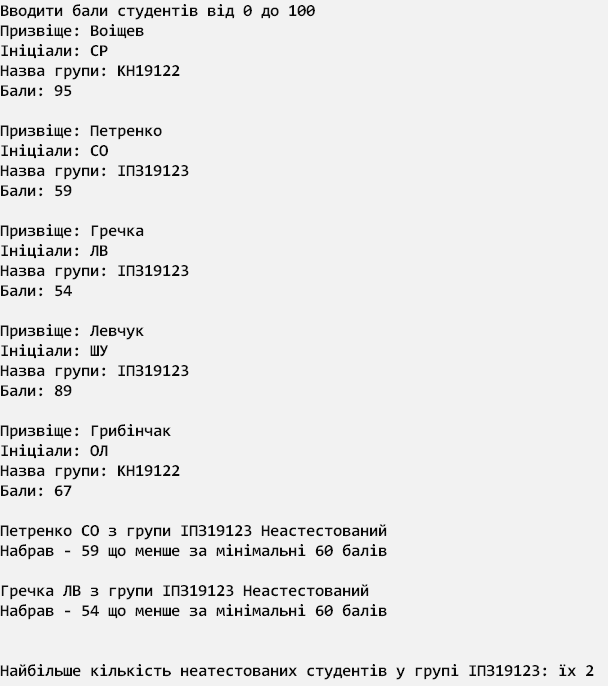 Вводити бали студентів від 0 до 100
Призвіще: Воіщев
Ініціали: СР
Назва групи: КН19122
Бали: 95
Призвіще: Петренко
Ініціали: СО
Назва групи: ІПЗ19123
Бали: 59
Призвіще: Гречка
Ініціали: ЛВ
Назва групи: ІПЗ19123
Бали: 54
Призвіще: Левчук
Ініціали: ШУ
Назва групи: ІПЗ19123
Бали: 89
Призвіще: Грибінчак
Ініціали: ОЛ
Назва групи: КН19122
Бали: 67
Петренко СО з групи ІПЗ19123 Неастестований
Набрав - 59 що менше за мінімальні 60 балів
Гречка ЛВ з групи ІПЗ19123 Неастестований
Набрав - 54 що менше за мінімальні 60 балів
Найбільше кількість неатестованих студентів у групі ІПЗ19123: їх 2